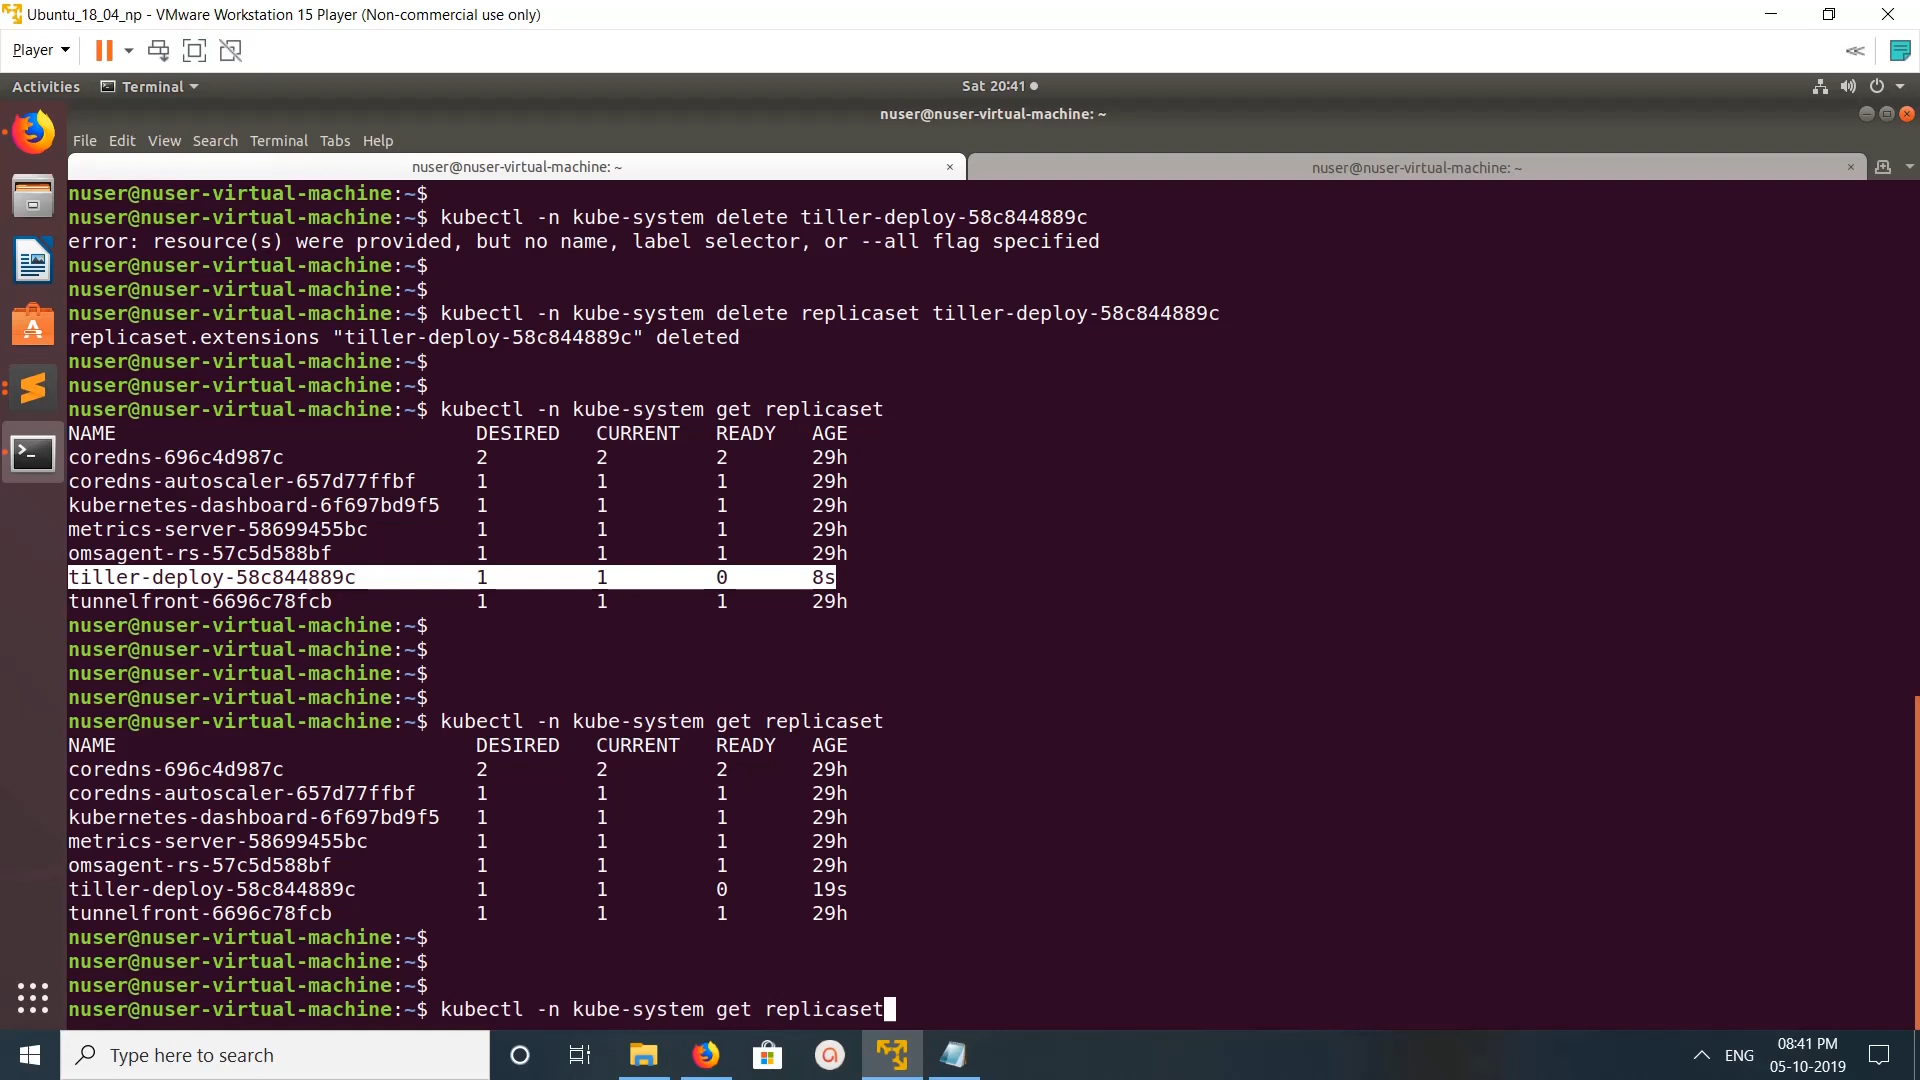 Ubuntu_18_04_np - VMware Workstation 15 Player (Non-commercial use only)
Player
Activities
Terminal
Sat 20:41
nuser@nuser-virtual-machine: ~
File Edit View Search Terminal Tabs Help
nuser@nuser-virtual-machine: ~
nuser@nuser-virtual-machine: ~
nuser@nuser-virtual-machine:~$
nuser@nuser-virtual-machine:~$ kubectl -n kube-system delete tiller-deploy-58c844889c
error: resource(s) were provided, but no name, label selector, or --all flag specified
nuser@nuser-virtual-machine:~$
nuser@nuser-virtual-machine:~$
nuser@nuser-virtual-machine:~$ kubectl -n kube-system delete replicaset tiller-deploy-58c844889c
replicaset.extensions "tiller-deploy-58c844889c" deleted
nuser@nuser-virtual-machine:~$
nuser@nuser-virtual-machine:~$
nuser@nuser-virtual-machine:~$ kubectl -n kube-system get replicaset
NAME DESIRED CURRENT READY AGE
coredns-696c4d987c 2 2 2 29h
coredns-autoscaler-657d77ffbf 1 1 1 29h
kubernetes-dashboard-6f697bd9f5 1 1 1 29h
metrics-server-58699455bc 1 1 1 29h
omsagent-rs-57c5d588bf 1 1 1 29h
tiller-deploy-58c844889c 1 1 0 8s
tunnelfront-6696c78fcb 1 1 1 29h
nuser@nuser-virtual-machine:~$
nuser@nuser-virtual-machine:~$
nuser@nuser-virtual-machine:~$
nuser@nuser-virtual-machine:~$
nuser@nuser-virtual-machine:~$ kubectl -n kube-system get replicaset
NAME DESIRED CURRENT READY AGE
coredns-696c4d987c 2 2 2 29h
coredns-autoscaler-657d77ffbf 1 1 1 29h
kubernetes-dashboard-6f697bd9f5 1 1 1 29h
metrics-server-58699455bc 1 1 1 29h
omsagent-rs-57c5d588bf 1 1 1 29h
tiller-deploy-58c844889c 1 1 0 19s
tunnelfront-6696c78fcb 1 1 1 29h
nuser@nuser-virtual-machine:~$
nuser@nuser-virtual-machine:~$
nuser@nuser-virtual-machine:~$
nuser@nuser-virtual-machine:~$ kubectl -n kube-system get replicaset
Type here to search
ENG
08:41 PM
05-10-2019